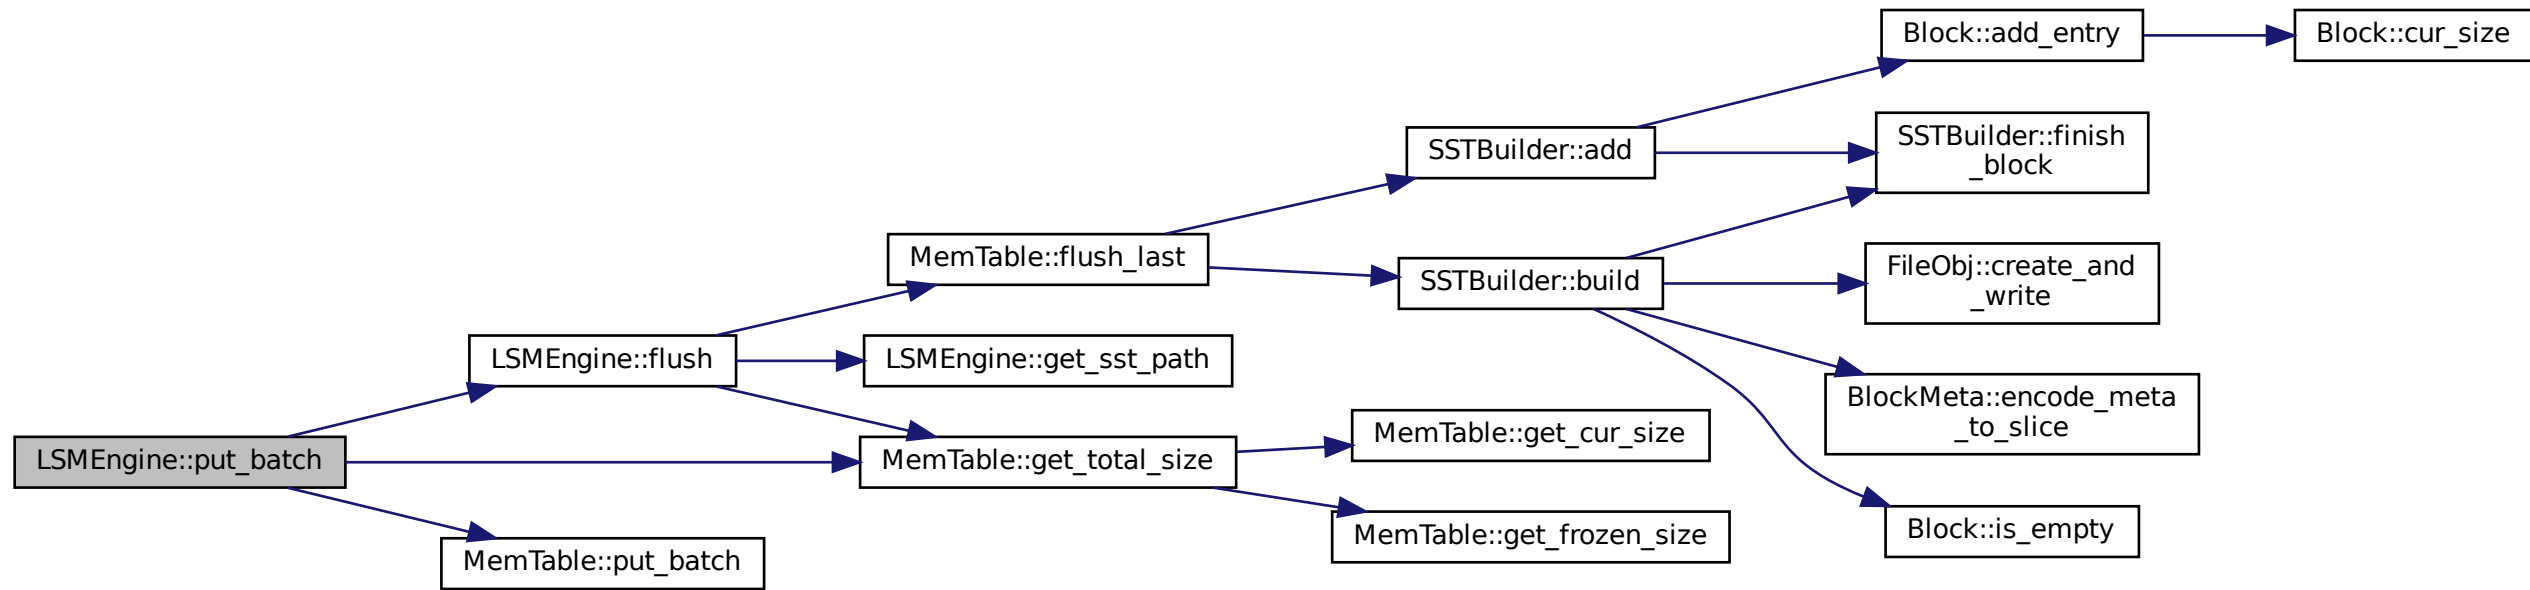 Block::add_entry
Block::cur_size
SSTBuilder::add
SSTBuilder::finish
_block
MemTable::flush_last
SSTBuilder::build
FileObj::create_and
_write
LSMEngine::flush
LSMEngine::get_sst_path
BlockMeta::encode_meta
_to_slice
MemTable::get_cur_size
LSMEngine::put_batch
MemTable::get_total_size
MemTable::get_frozen_size
Block::is_empty
MemTable::put_batch